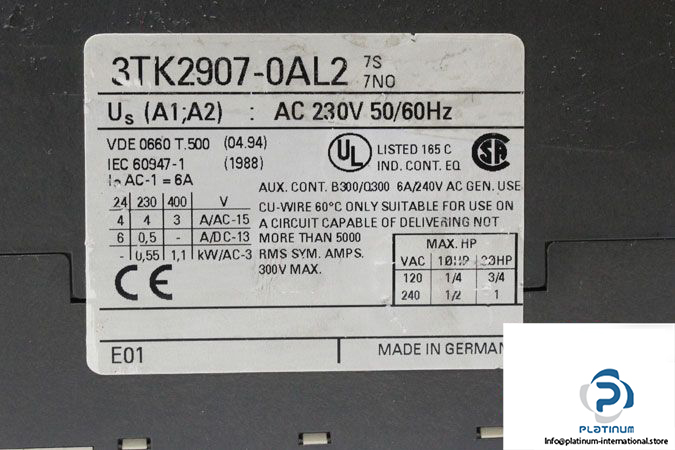 3TK2907-0AL2 7S
7NO
Us (A1;A2) : AC 230V 50/60Hz
VDE 0660 T.500 (04.94)
IEC 60947-1 (1988)
AC-1 = 6A
24 230 400 V
4 4 3 A/AC-15
6 0,5 - A/DC-13
- 0,55 1,1 kW/AC-3
CE
UL LISTED 165 C
IND. CONT. EQ
SA
AUX. CONT. B300/Q300 6A/240V AC GEN. USE
CU-WIRE 60°C ONLY SUITABLE FOR USE ON
A CIRCUIT CAPABLE OF DELIVERING NOT
MORE THAN 5000
RMS SYM. AMPS.
300V MAX.
MAX. HP
VAC 1ØHP 3ØHP
120 1/4 3/4
240 1/2 1
E01
MADE IN GERMAN
P
PLATINUM
Info@platinum-international.store